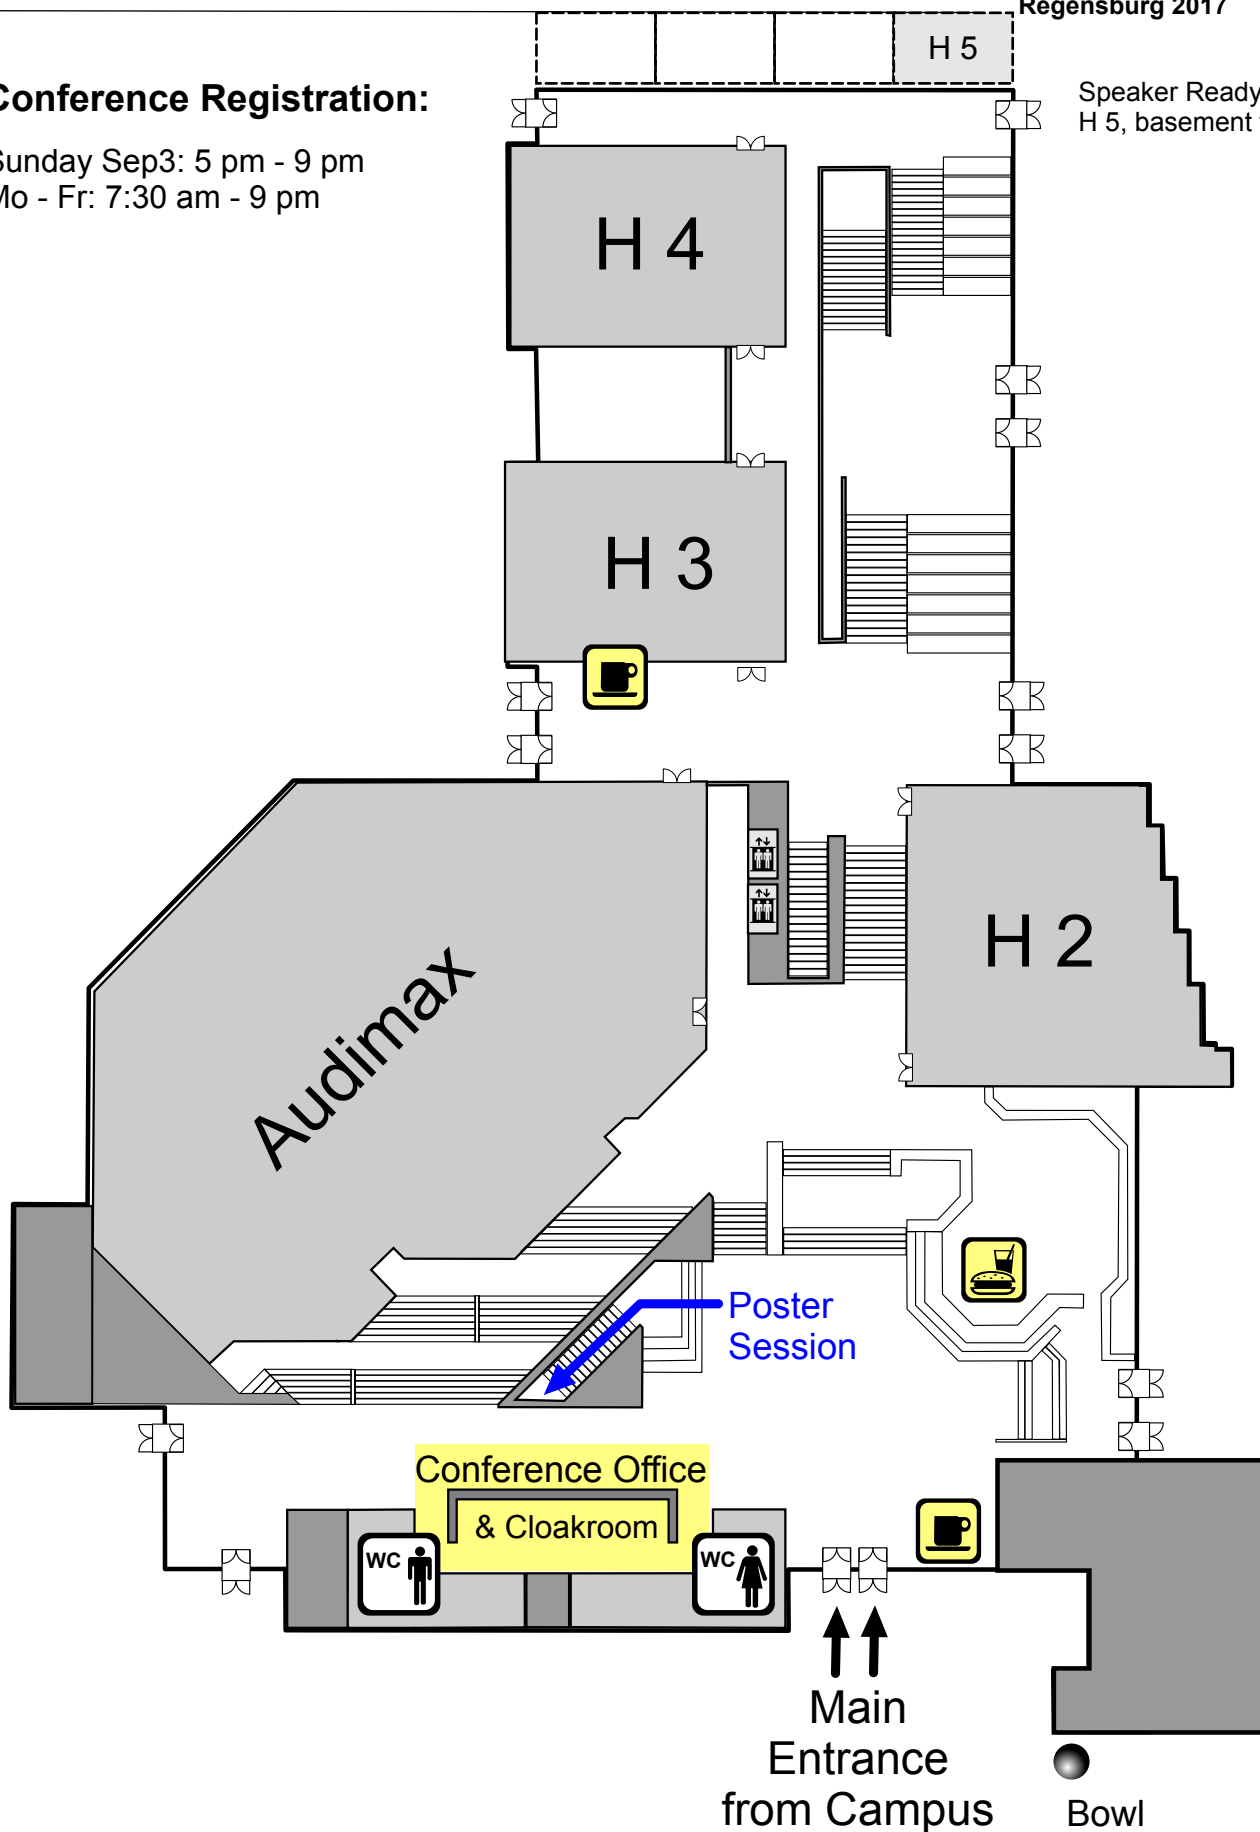 Regensburg 2017
H 5
Conference Registration:
Speaker Ready
H 5, basement
Sunday Sep3: 5 pm - 9 pm
Mo - Fr: 7:30 am - 9 pm
H 4
H 3
H 2
Audimax
Poster
Session
Conference Office
& Cloakroom
WC
WC
Main
Entrance
from Campus
Bowl